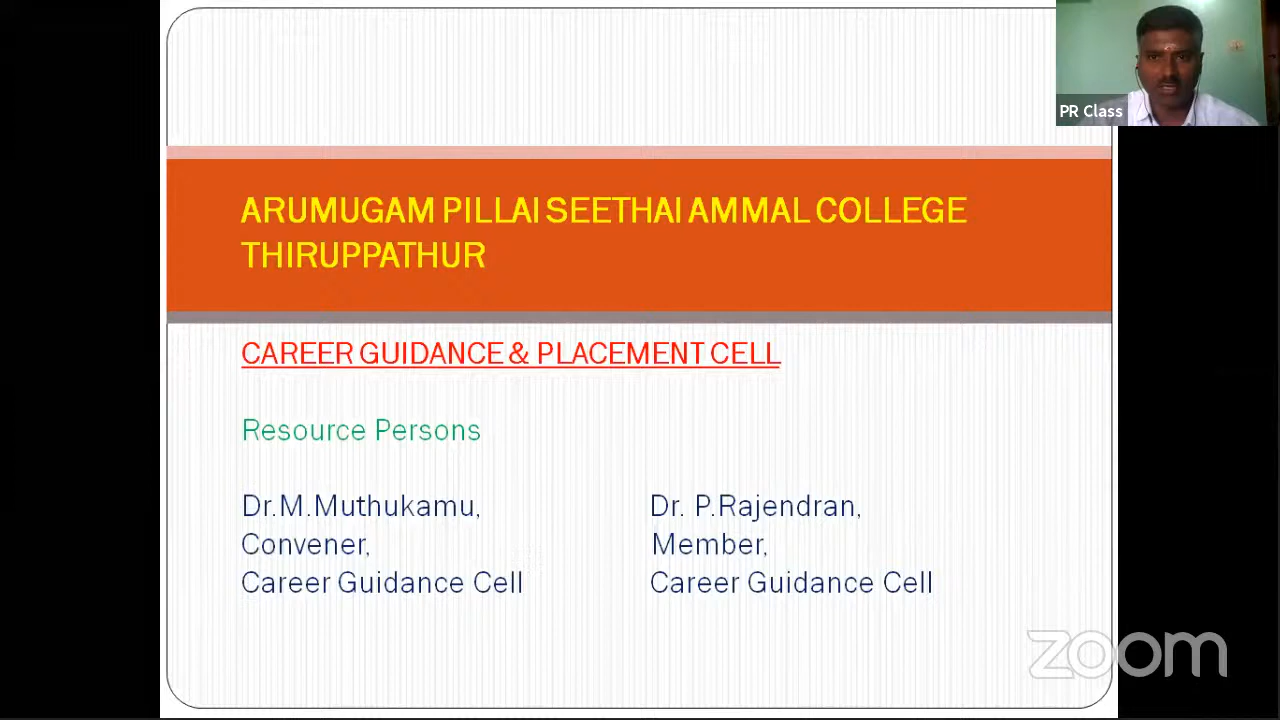 PR Class
ARUMUGAM PILLAI SEETHAI AMMAL COLLEGE
THIRUPPATHUR
CAREER GUIDANCE & PLACEMENT CELL
Resource Persons
Dr.M.Muthukamu,
Convener,
Career Guidance Cell
Dr. P.Rajendran,
Member,
Career Guidance Cell
zoom